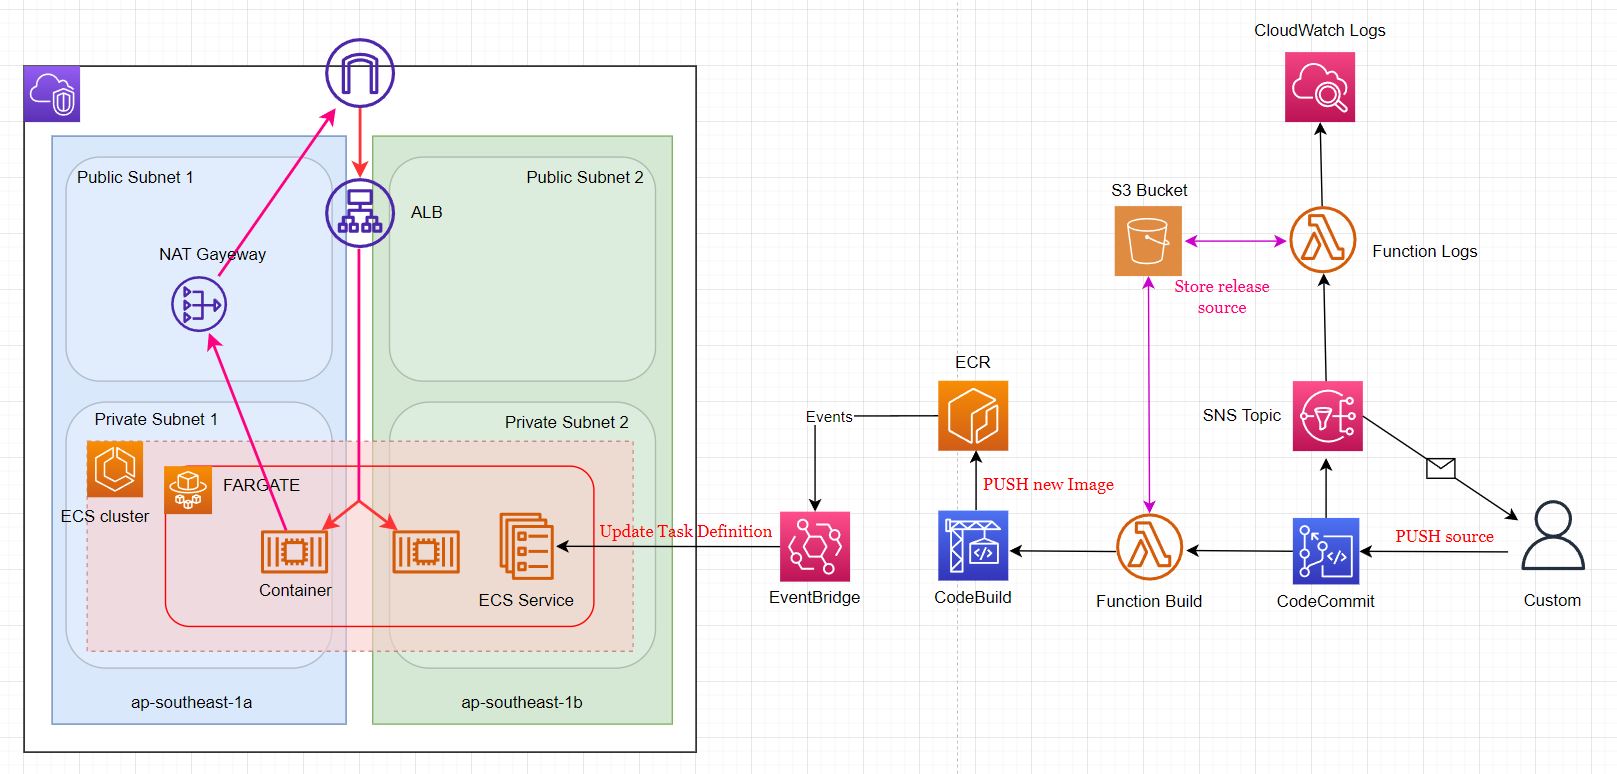 CloudWatch Logs
Public Subnet 1
Public Subnet 2
S3 Bucket
ALB
NAT Gayeway
Function Logs
Store release
source
ECR
Private Subnet 1
Private Subnet 2
Events
SNS Topic
FARGATE
PUSH new Image
ECS cluster
Update Task Definition
PUSH source
Container
ECS Service
EventBridge
CodeBuild
Function Build
CodeCommit
Custom
ap-southeast-1a
ap-southeast-1b